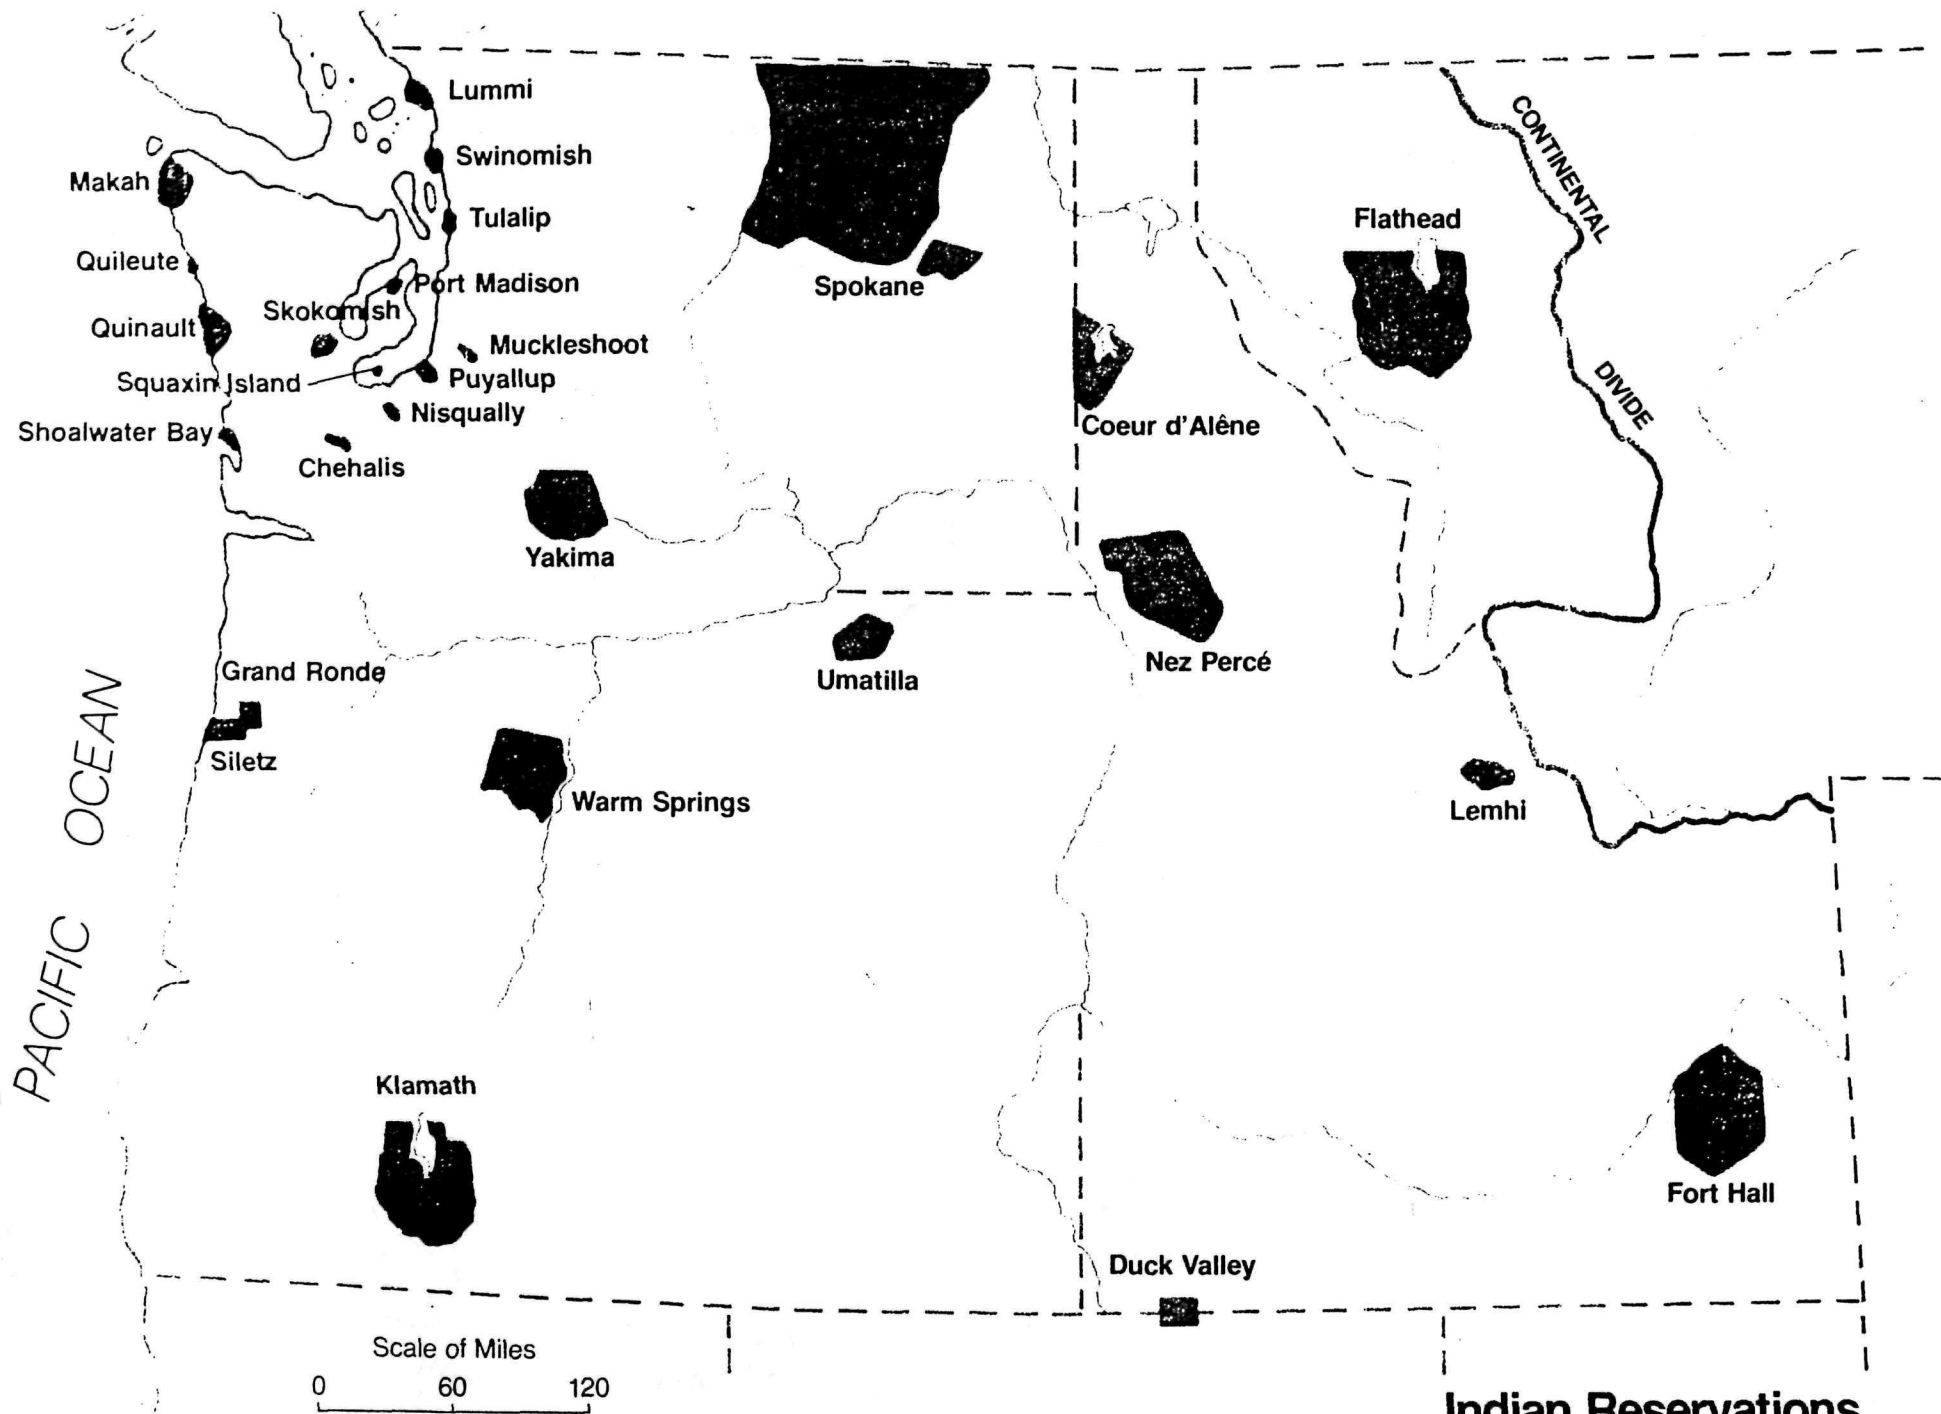 Lummi
CONTINENTAL
Swinomish
Makah
Tulalip
Flathead
Quileute
Port Madison
Spokane
Skokomish
Quinault
Muckleshoot
Squaxin Island
Puyallup
DIVIDE
Nisqually
Coeur d'Alêne
Shoalwater Bay
Chehalis
Yakima
Nez Percé
Grand Ronde
Umatilla
PACIFIC OCEAN
Siletz
Warm Springs
Lemhi
Klamath
Fort Hall
Duck Valley
Scale of Miles
0 60 120
Indian Reservations